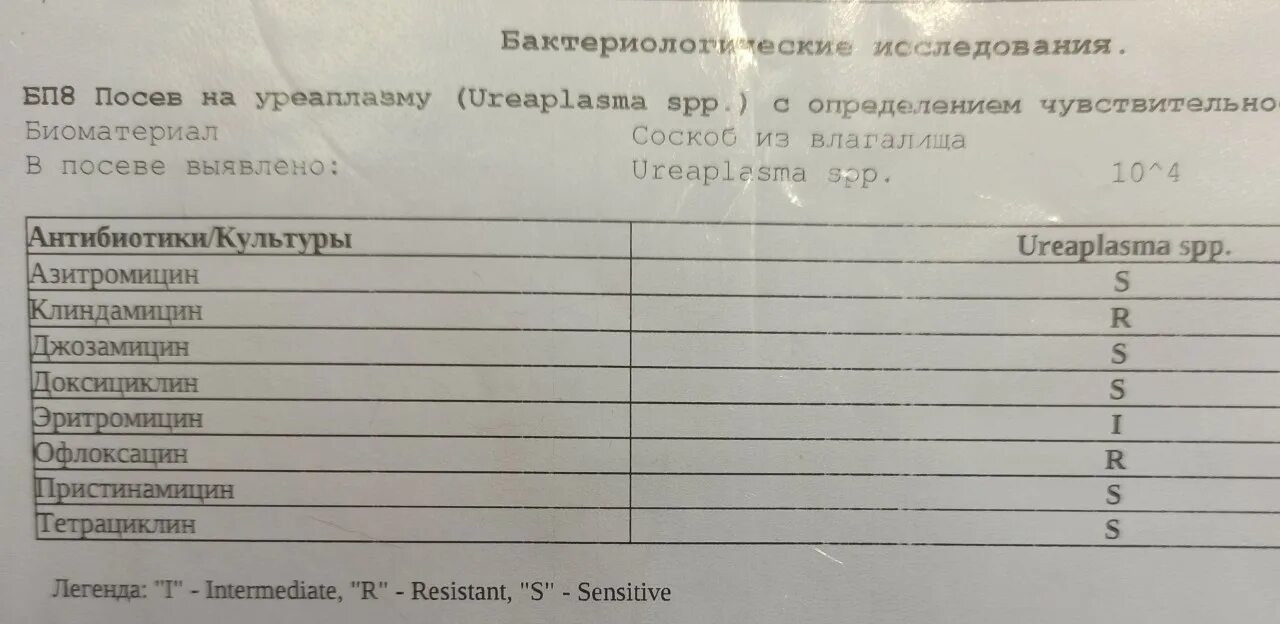 Бактериологические исследования.
БП8 Посев на уреаплазму (Ureaplasma spp.) с определением чувствительно
Биоматериал Соскоб из влагалища
В посеве выявлено: Ureaplasma spp. 10^4
Антибиотики/Культуры Ureaplasma spp.
Азитромицин S
Клиндамицин R
Джозамицин S
Доксициклин S
Эритромицин I
Офлоксацин R
Пристинамицин S
Тетрациклин S
Легенда: "I" - Intermediate, "R" - Resistant, "S" - Sensitive